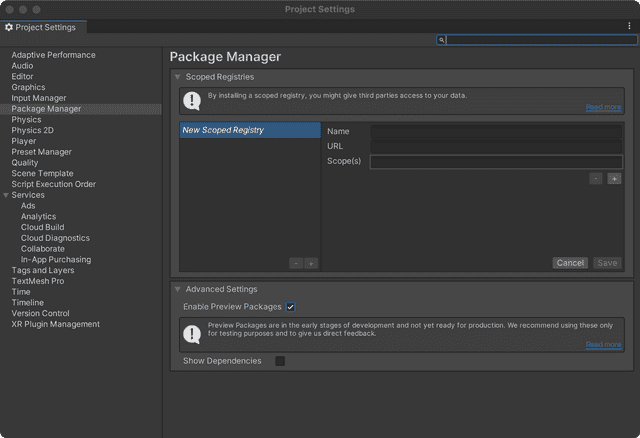 Project Settings
Project Settings
Adaptive Performance
Audio
Editor
Graphics
Input Manager
Package Manager
Physics
Physics 2D
Player
Preset Manager
Quality
Scene Template
Script Execution Order
Services
Ads
Analytics
Cloud Build
Cloud Diagnostics
Collaborate
In-App Purchasing
Tags and Layers
TextMesh Pro
Time
Timeline
Version Control
XR Plugin Management
Package Manager
Scoped Registries
By installing a scoped registry, you might give third parties access to your data.
Read more
New Scoped Registry
Name
URL
Scope(s)
- +
- +
Cancel Save
Advanced Settings
Enable Preview Packages
Preview Packages are in the early stages of development and not yet ready for production. We recommend using these only
for testing purposes and to give us direct feedback.
Read more
Show Dependencies